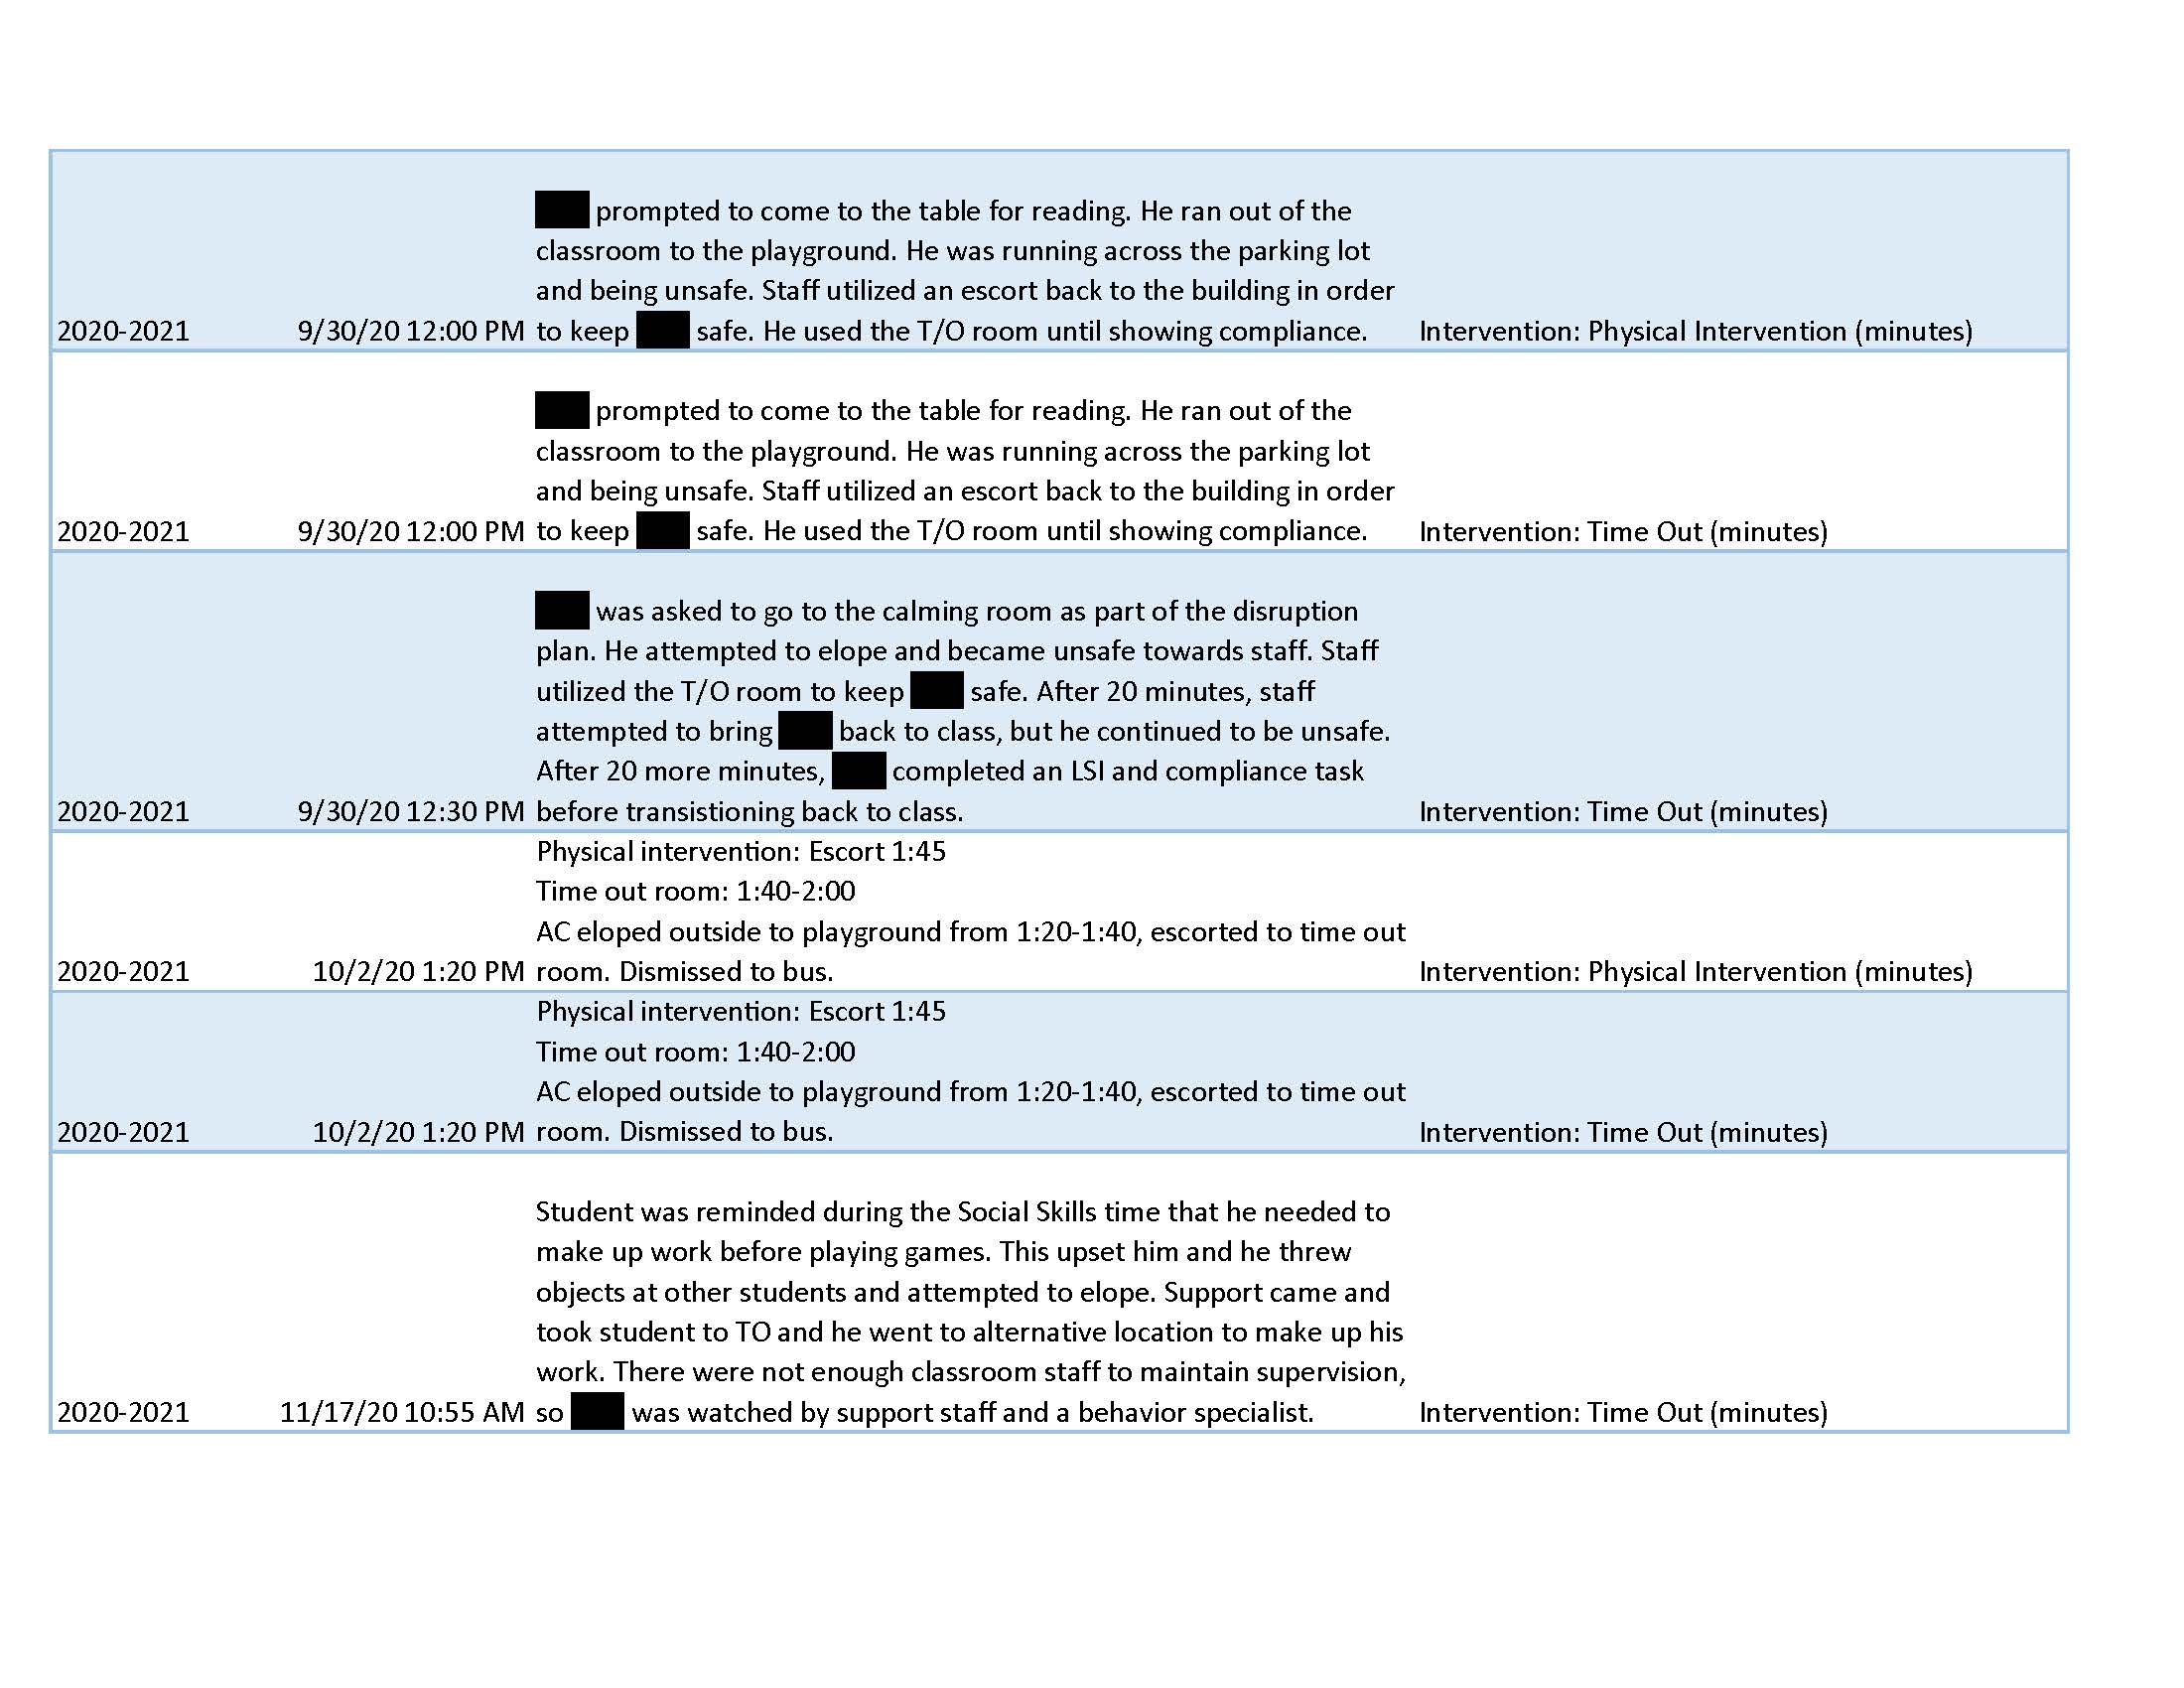 prompted to come to the table for reading. He ran out of the
classroom to the playground. He was running across the parking lot
and being unsafe. Staff utilized an escort back to the building in order
2020-2021 9/30/20 12:00 PM to keep safe. He used the T/O room until showing compliance. Intervention: Physical Intervention (minutes)
prompted to come to the table for reading. He ran out of the
classroom to the playground. He was running across the parking lot
and being unsafe. Staff utilized an escort back to the building in order
2020-2021 9/30/20 12:00 PM to keep safe. He used the T/O room until showing compliance. Intervention: Time Out (minutes)
was asked to go to the calming room as part of the disruption
plan. He attempted to elope and became unsafe towards staff. Staff
utilized the T/O room to keep safe. After 20 minutes, staff
attempted to bring back to class, but he continued to be unsafe.
After 20 more minutes, completed an LSI and compliance task
2020-2021 9/30/20 12:30 PM before transistioning back to class. Intervention: Time Out (minutes)
Physical intervention: Escort 1:45
Time out room: 1:40-2:00
AC eloped outside to playground from 1:20-1:40, escorted to time out
2020-2021 10/2/20 1:20 PM room. Dismissed to bus. Intervention: Physical Intervention (minutes)
Physical intervention: Escort 1:45
Time out room: 1:40-2:00
AC eloped outside to playground from 1:20-1:40, escorted to time out
2020-2021 10/2/20 1:20 PM room. Dismissed to bus. Intervention: Time Out (minutes)
Student was reminded during the Social Skills time that he needed to
make up work before playing games. This upset him and he threw
objects at other students and attempted to elope. Support came and
took student to TO and he went to alternative location to make up his
work. There were not enough classroom staff to maintain supervision,
2020-2021 11/17/20 10:55 AM so was watched by support staff and a behavior specialist. Intervention: Time Out (minutes)